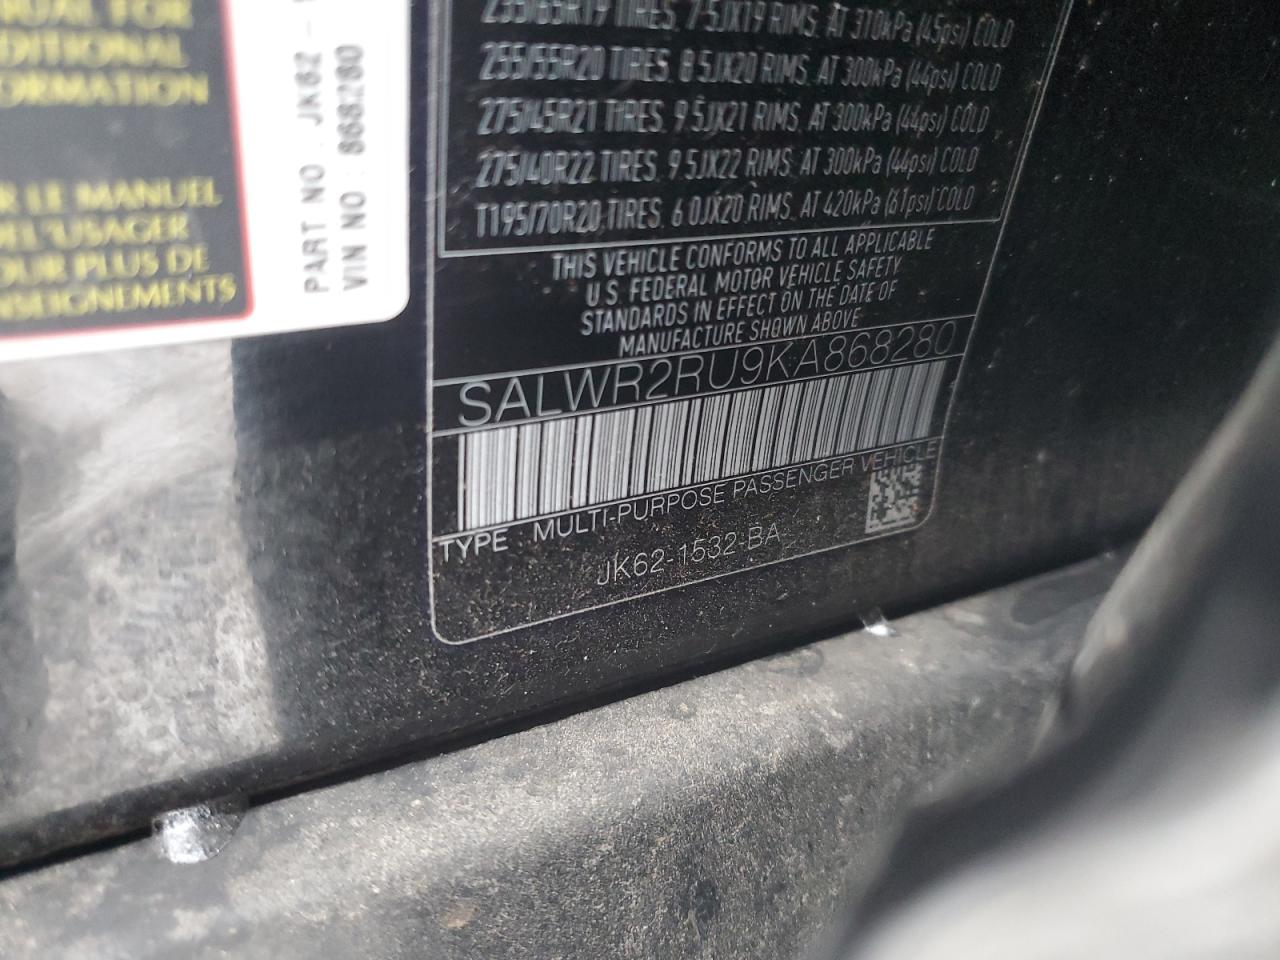 UAL FOR
DITIONAL
ORMATION
R LE MANUEL
DEL'USAGER
OUR PLUS DE
NSEIGNEMENTS
PART NO. JK62-
VIN NO: 868280
255/65R19 TIRES. 7.5JX19 RIMS. AT 310kPa (45psi) COLD
255/55R20 TIRES. 8.5JX20 RIMS. AT 300kPa (44psi) COLD
275/45R21 TIRES. 9.5JX21 RIMS. AT 300kPa (44psi) COLD
275/40R22 TIRES. 9.5JX22 RIMS. AT 300kPa (44psi) COLD
T195/70R20 TIRES. 6.0JX20 RIMS. AT 420kPa (61psi) COLD
THIS VEHICLE CONFORMS TO ALL APPLICABLE
U.S. FEDERAL MOTOR VEHICLE SAFETY
STANDARDS IN EFFECT ON THE DATE OF
MANUFACTURE SHOWN ABOVE
SALWR2RU9KA868280
TYPE MULTI-PURPOSE PASSENGER VEHICLE
JK62-1532-BA